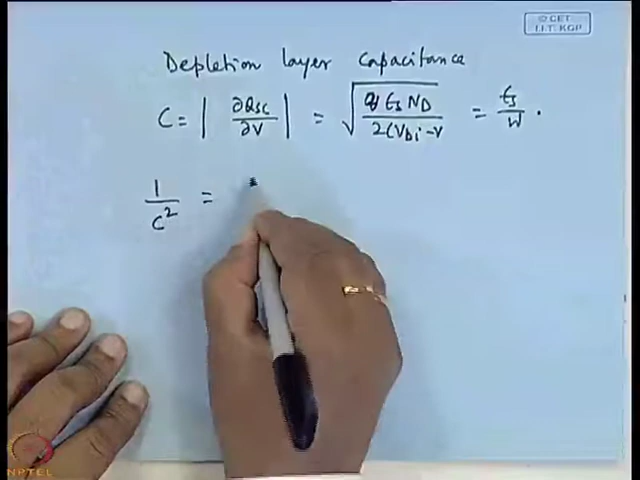 © CET
I.I.T. KGP
Depletion layer capacitance
C = | ∂Qsc / ∂V | = √( q εs ND / 2(Vbi-V ) = εs / W .
1 / C² =
NPTEL